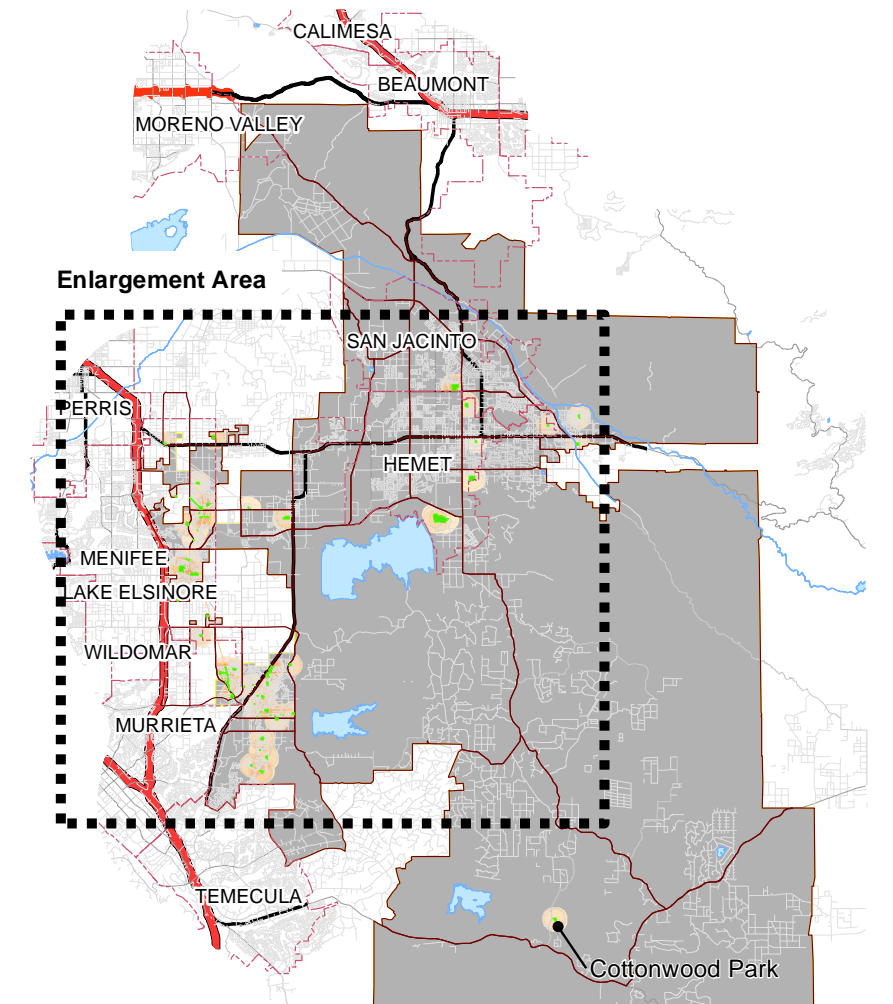 CALIMESA
BEAUMONT
MORENO VALLEY
Enlargement Area
SAN JACINTO
PERRIS
HEMET
MENIFEE
LAKE ELSINORE
WILDOMAR
MURRIETA
TEMECULA
Cottonwood Park